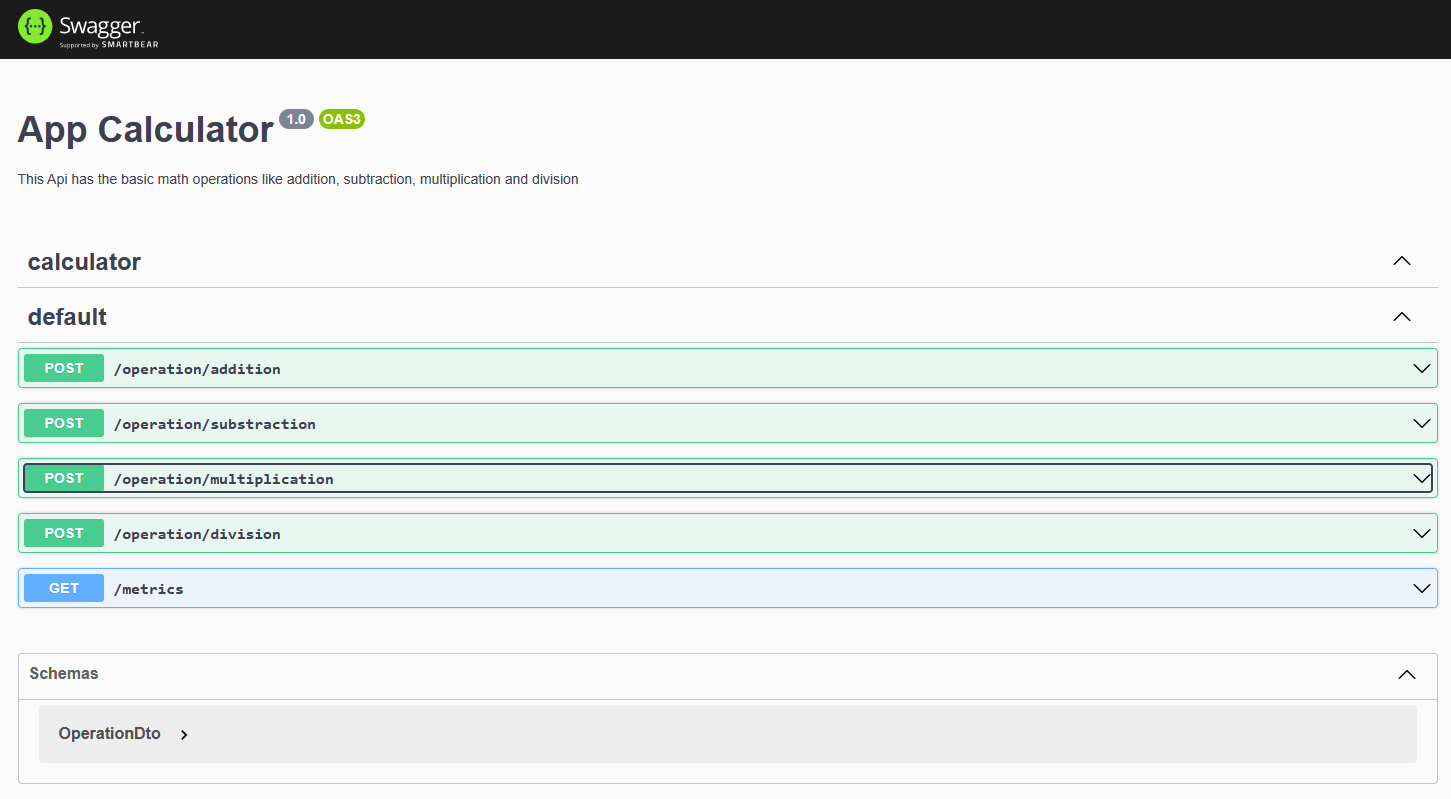 Swagger
Supported by SMARTBEAR
App Calculator 1.0 OAS3
This Api has the basic math operations like addition, subtraction, multiplication and division
calculator
default
POST /operation/addition
POST /operation/substraction
POST /operation/multiplication
POST /operation/division
GET /metrics
Schemas
OperationDto